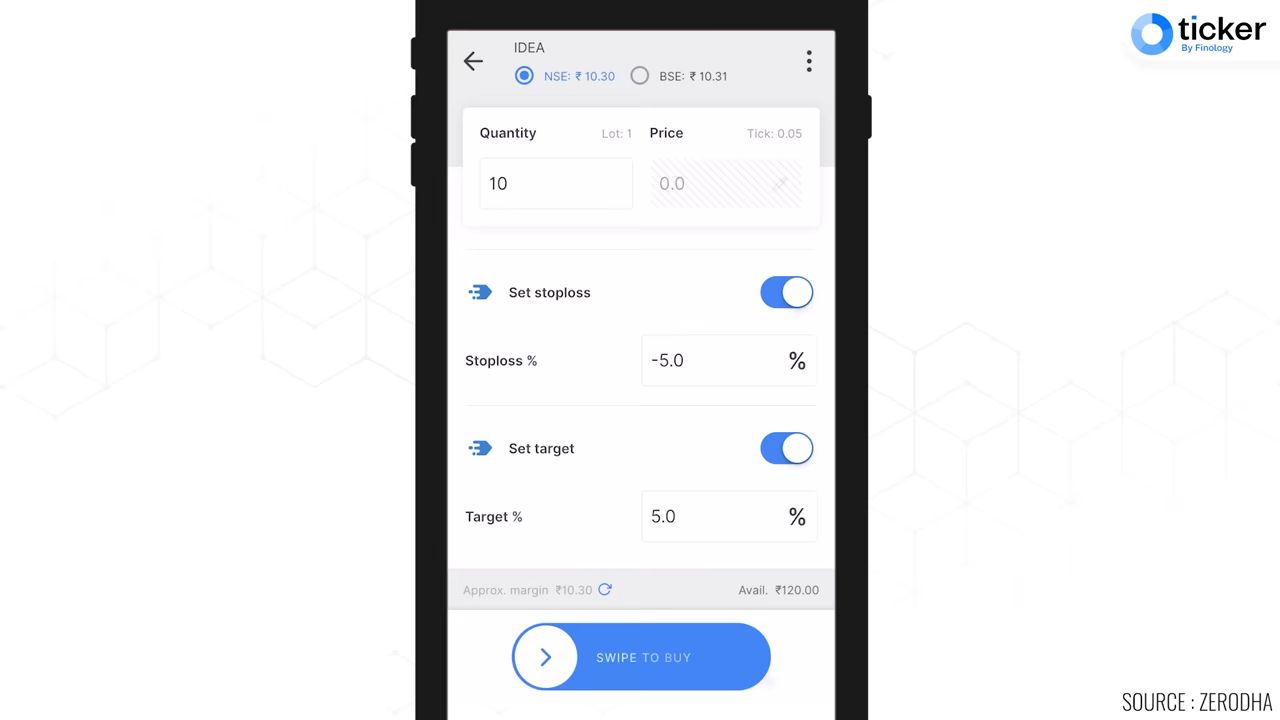 ticker
By Finology
IDEA
NSE: ₹ 10.30 BSE: ₹ 10.31
Quantity Lot: 1 Price Tick: 0.05
10 0.0
Set stoploss
Stoploss % -5.0 %
Set target
Target % 5.0 %
Approx. margin ₹10.30 Avail. ₹120.00
SWIPE TO BUY
SOURCE : ZERODHA